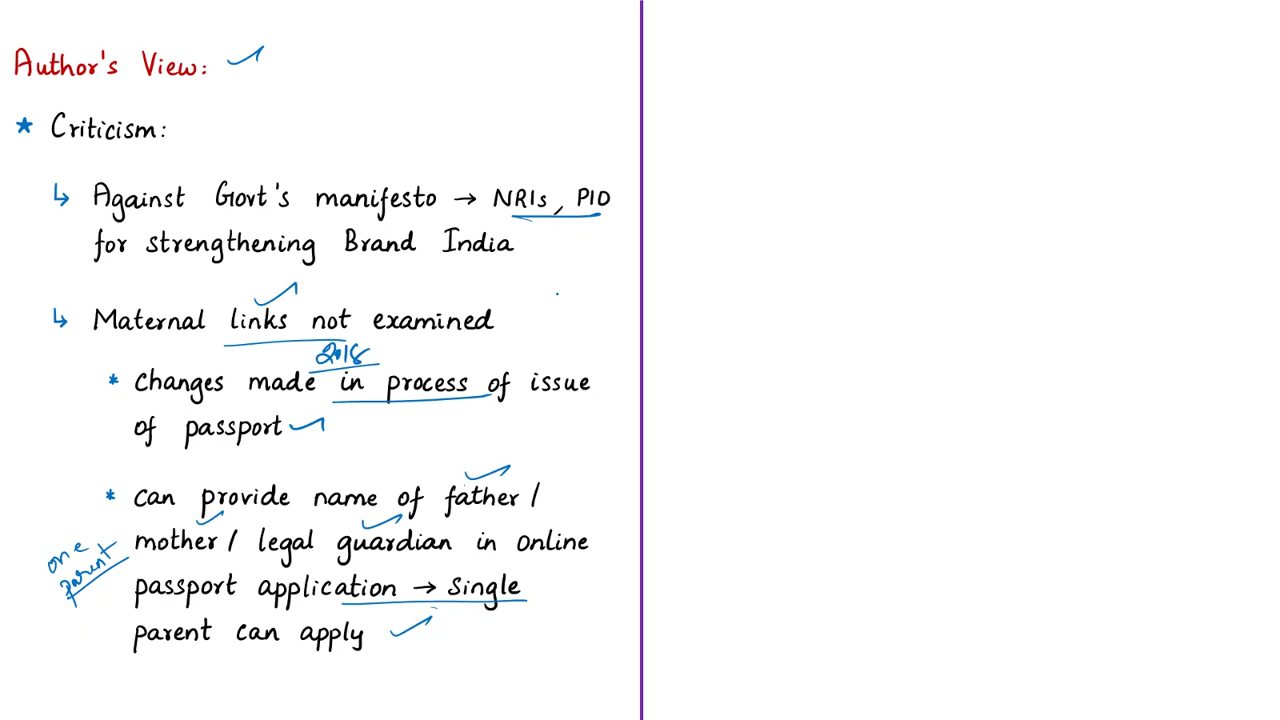 Author's View:
* Criticism:
↳ Against Govt's manifesto → NRIs, PIO
for strengthening Brand India
↳ Maternal links not examined
2018
* changes made in process of issue
of passport
* can provide name of father /
mother / legal guardian in online
one
parent
passport application → Single
parent can apply